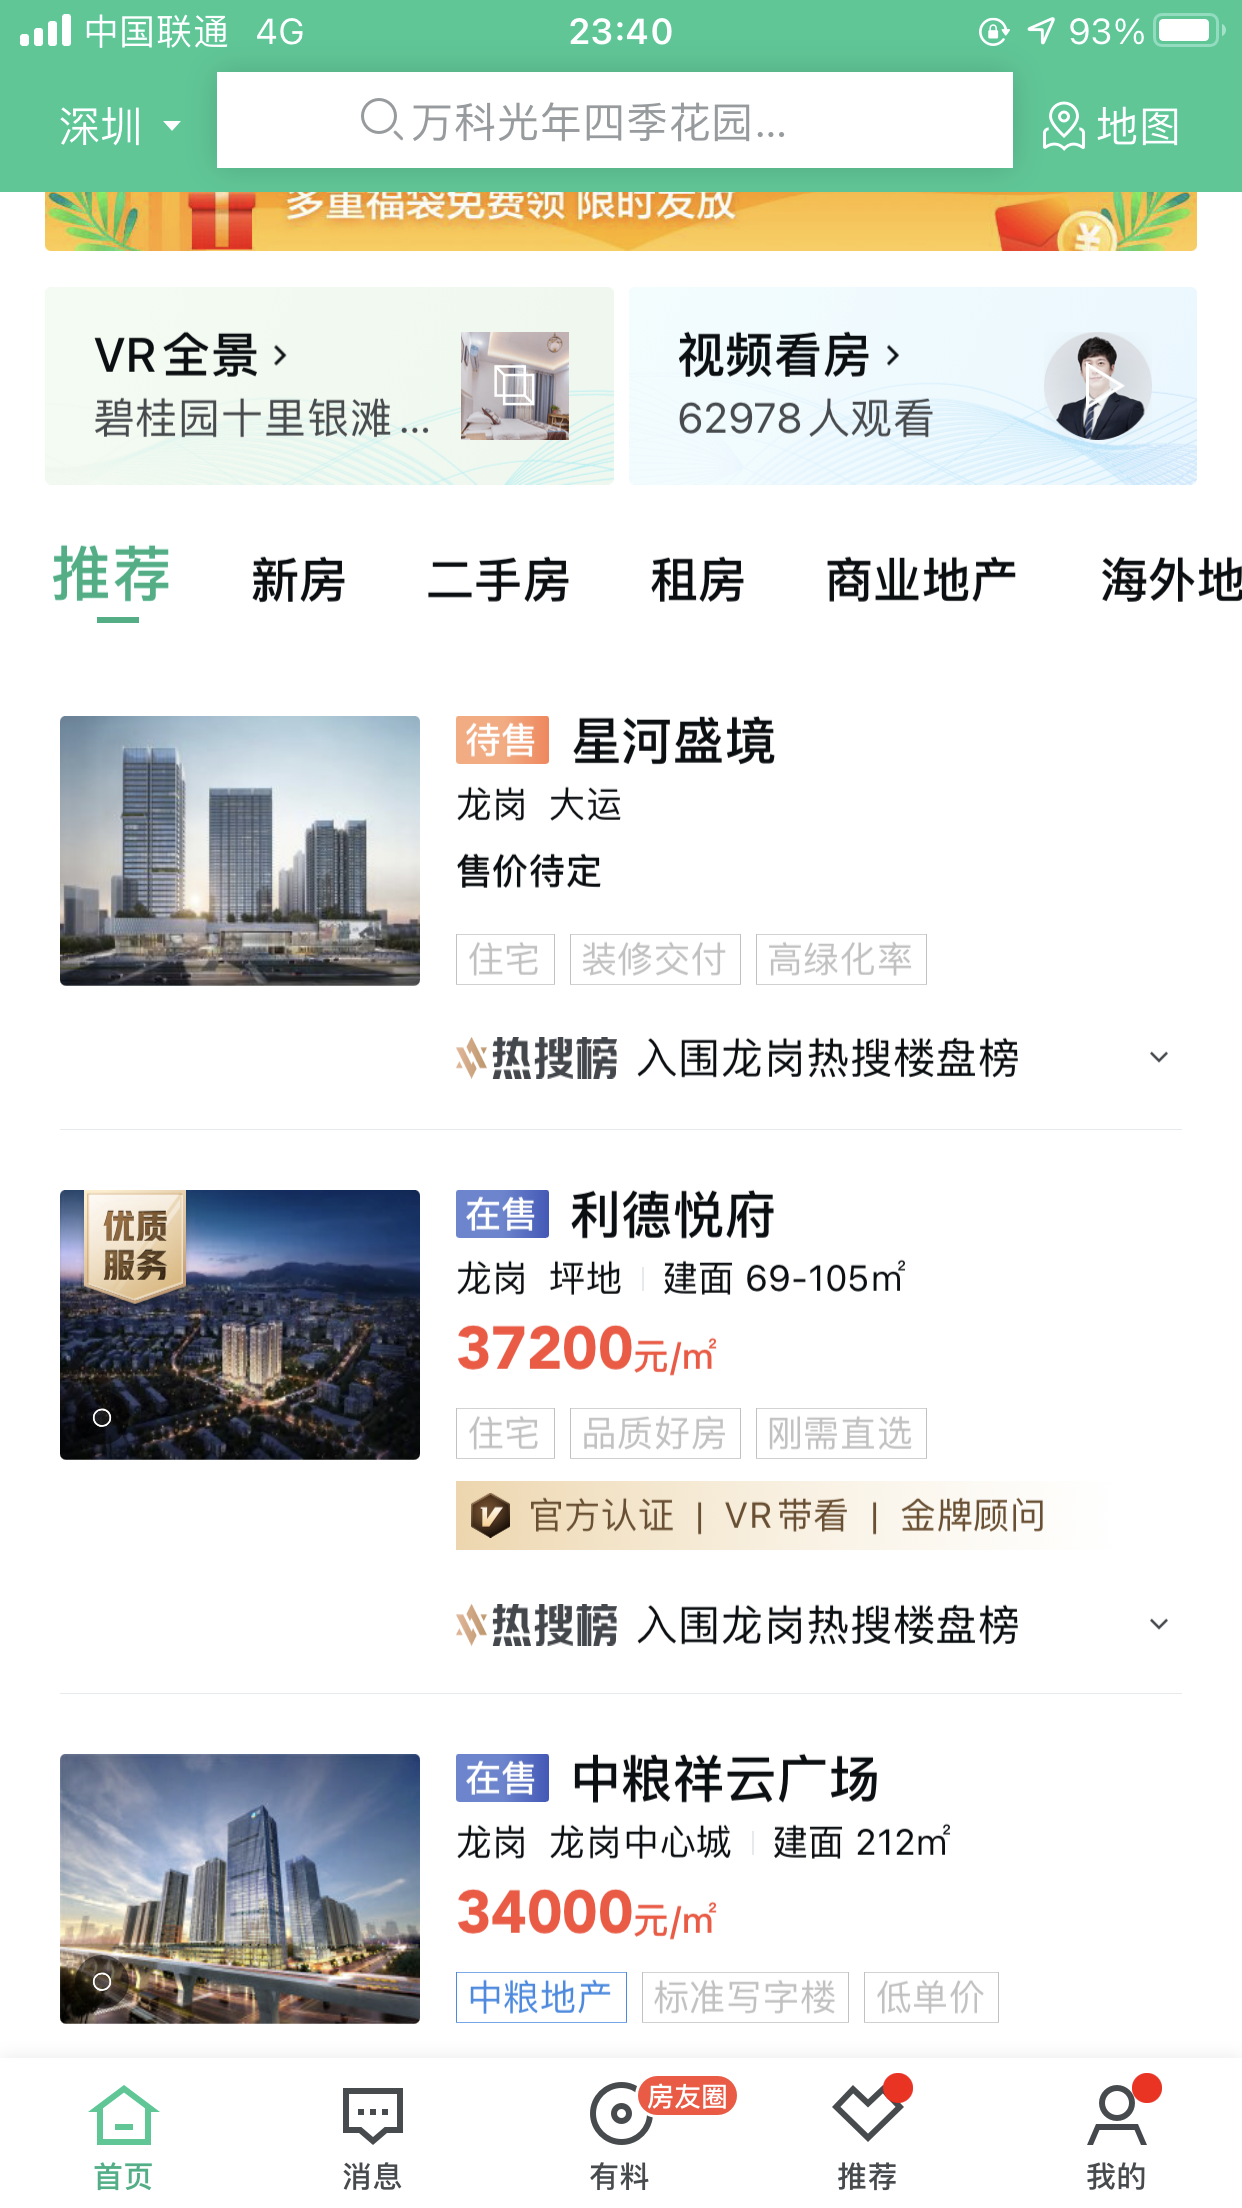 中国联通 4G 23:40 93%
深圳 万科光年四季花园... 地图
多重福袋免费领 限时发放
VR全景
碧桂园十里银滩...
视频看房
62978人观看
推荐 新房 二手房 租房 商业地产 海外地
待售 星河盛境
龙岗 大运
售价待定
住宅 装修交付 高绿化率
热搜榜 入围龙岗热搜楼盘榜
优质
服务
在售 利德悦府
龙岗 坪地 建面 69-105㎡
37200元/㎡
住宅 品质好房 刚需直选
官方认证 | VR带看 | 金牌顾问
热搜榜 入围龙岗热搜楼盘榜
在售 中粮祥云广场
龙岗 龙岗中心城 建面 212㎡
34000元/㎡
中粮地产 标准写字楼 低单价
房友圈
首页 消息 有料 推荐 我的